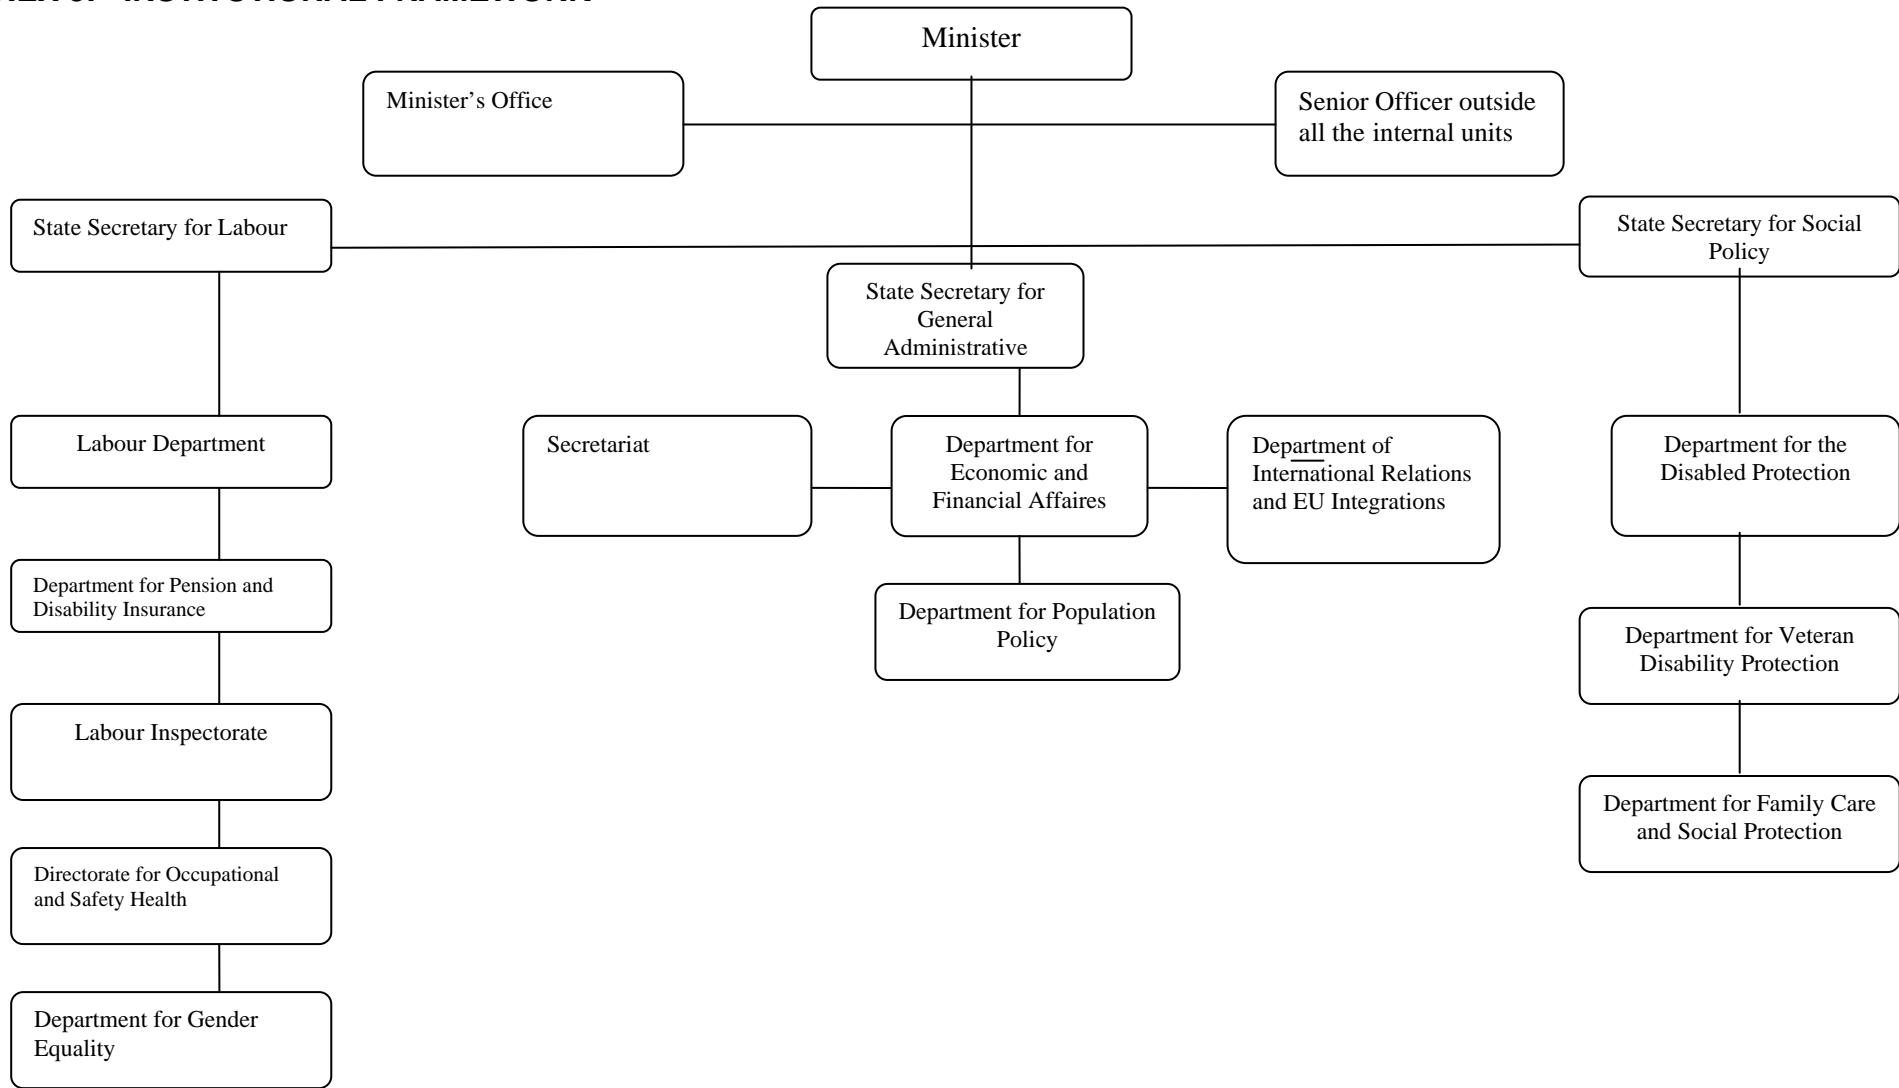 INSTITUTIONAL FRAMEWORK
Minister
Minister’s Office
Senior Officer outside
all the internal units
State Secretary for Labour
State Secretary for Social
Policy
State Secretary for
General
Administrative
Labour Department
Secretariat
Department for
Economic and
Financial Affaires
Department of
International Relations
and EU Integrations
Department for the
Disabled Protection
Department for Pension and
Disability Insurance
Department for Population
Policy
Department for Veteran
Disability Protection
Labour Inspectorate
Department for Family Care
and Social Protection
Directorate for Occupational
and Safety Health
Department for Gender
Equality